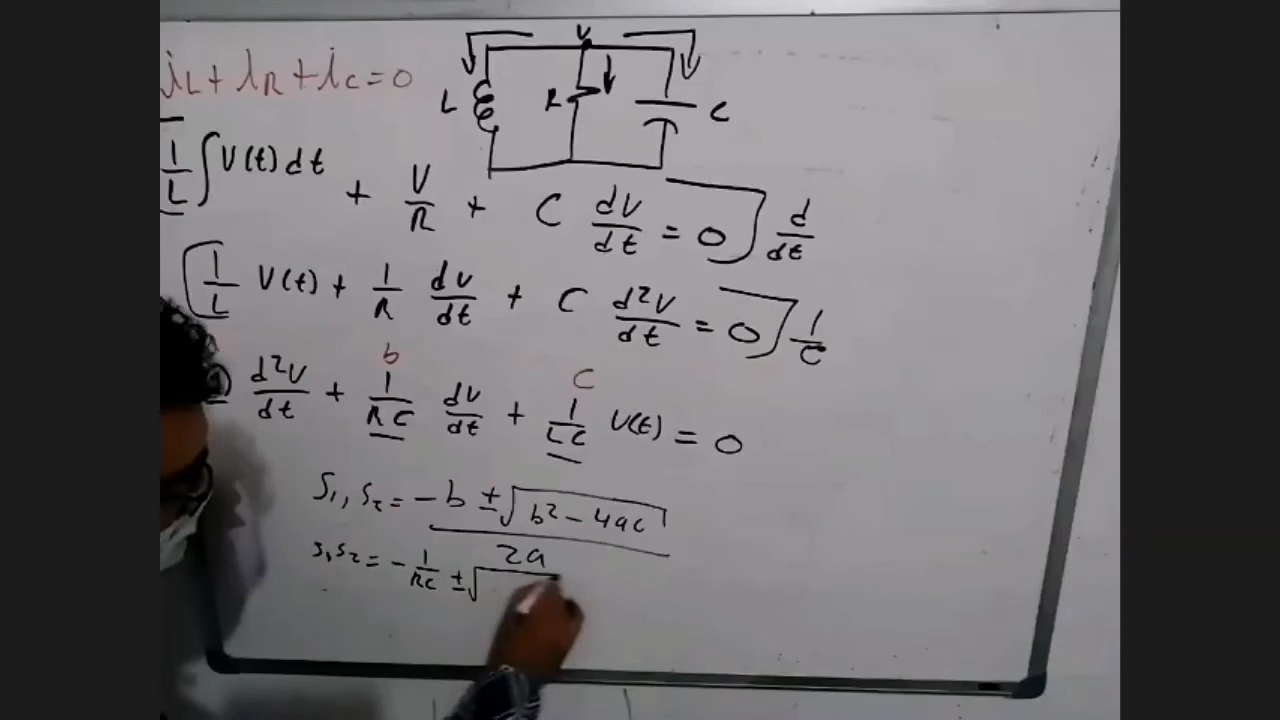 iL + iR + iC = 0
V
L R C
1/L ∫V(t)dt + V/R + C dv/dt = 0 ] d/dt
[ 1/L V(t) + 1/R dv/dt + C d²V/dt = 0 ] 1/C
b c
d²V/dt + 1/RC dv/dt + 1/LC V(t) = 0
S₁, S₂ = -b ± √(b² - 4ac) / 2a
S₁ S₂ = - 1/RC ± √